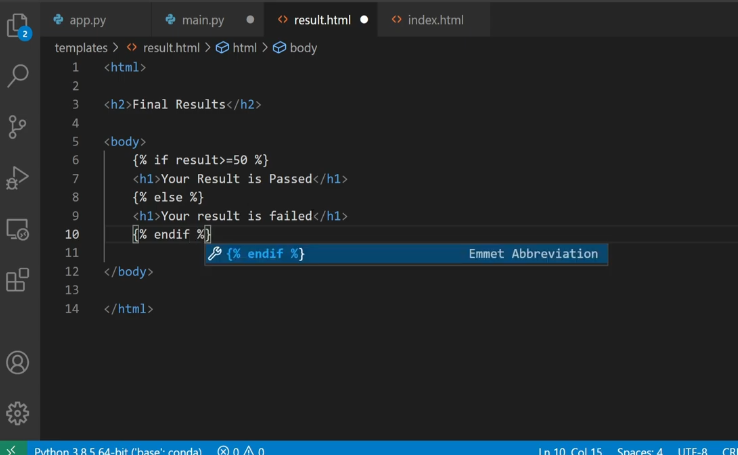 app.py main.py result.html index.html
templates > result.html > html > body
1 <html>
2
3 <h2>Final Results</h2>
4
5 <body>
6 {% if result>=50 %}
7 <h1>Your Result is Passed</h1>
8 {% else %}
9 <h1>Your result is failed</h1>
10 {% endif %}
11 {% endif %} Emmet Abbreviation
12 </body>
13
14 </html>
2
Python 3.8.5 64-bit ('base': conda) 0 0 Ln 10, Col 15 Spaces: 4 UTF-8